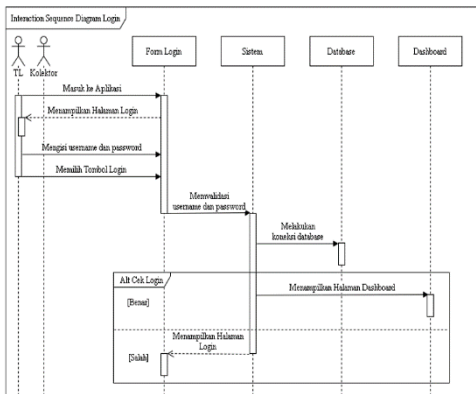 Interaction Sequence Diagram Login
TL Kolektor
Form Login
Sistem
Database
Dashboard
Masuk ke Aplikasi
Menampilkan Halaman Login
Mengisi username dan password
Memilih Tombol Login
Memvalidasi
username dan password
Melakukan
koneksi database
Alt Cek Login
Menampilkan Halaman Dashboard
[Benar]
Menampilkan Halaman
Login
[Salah]